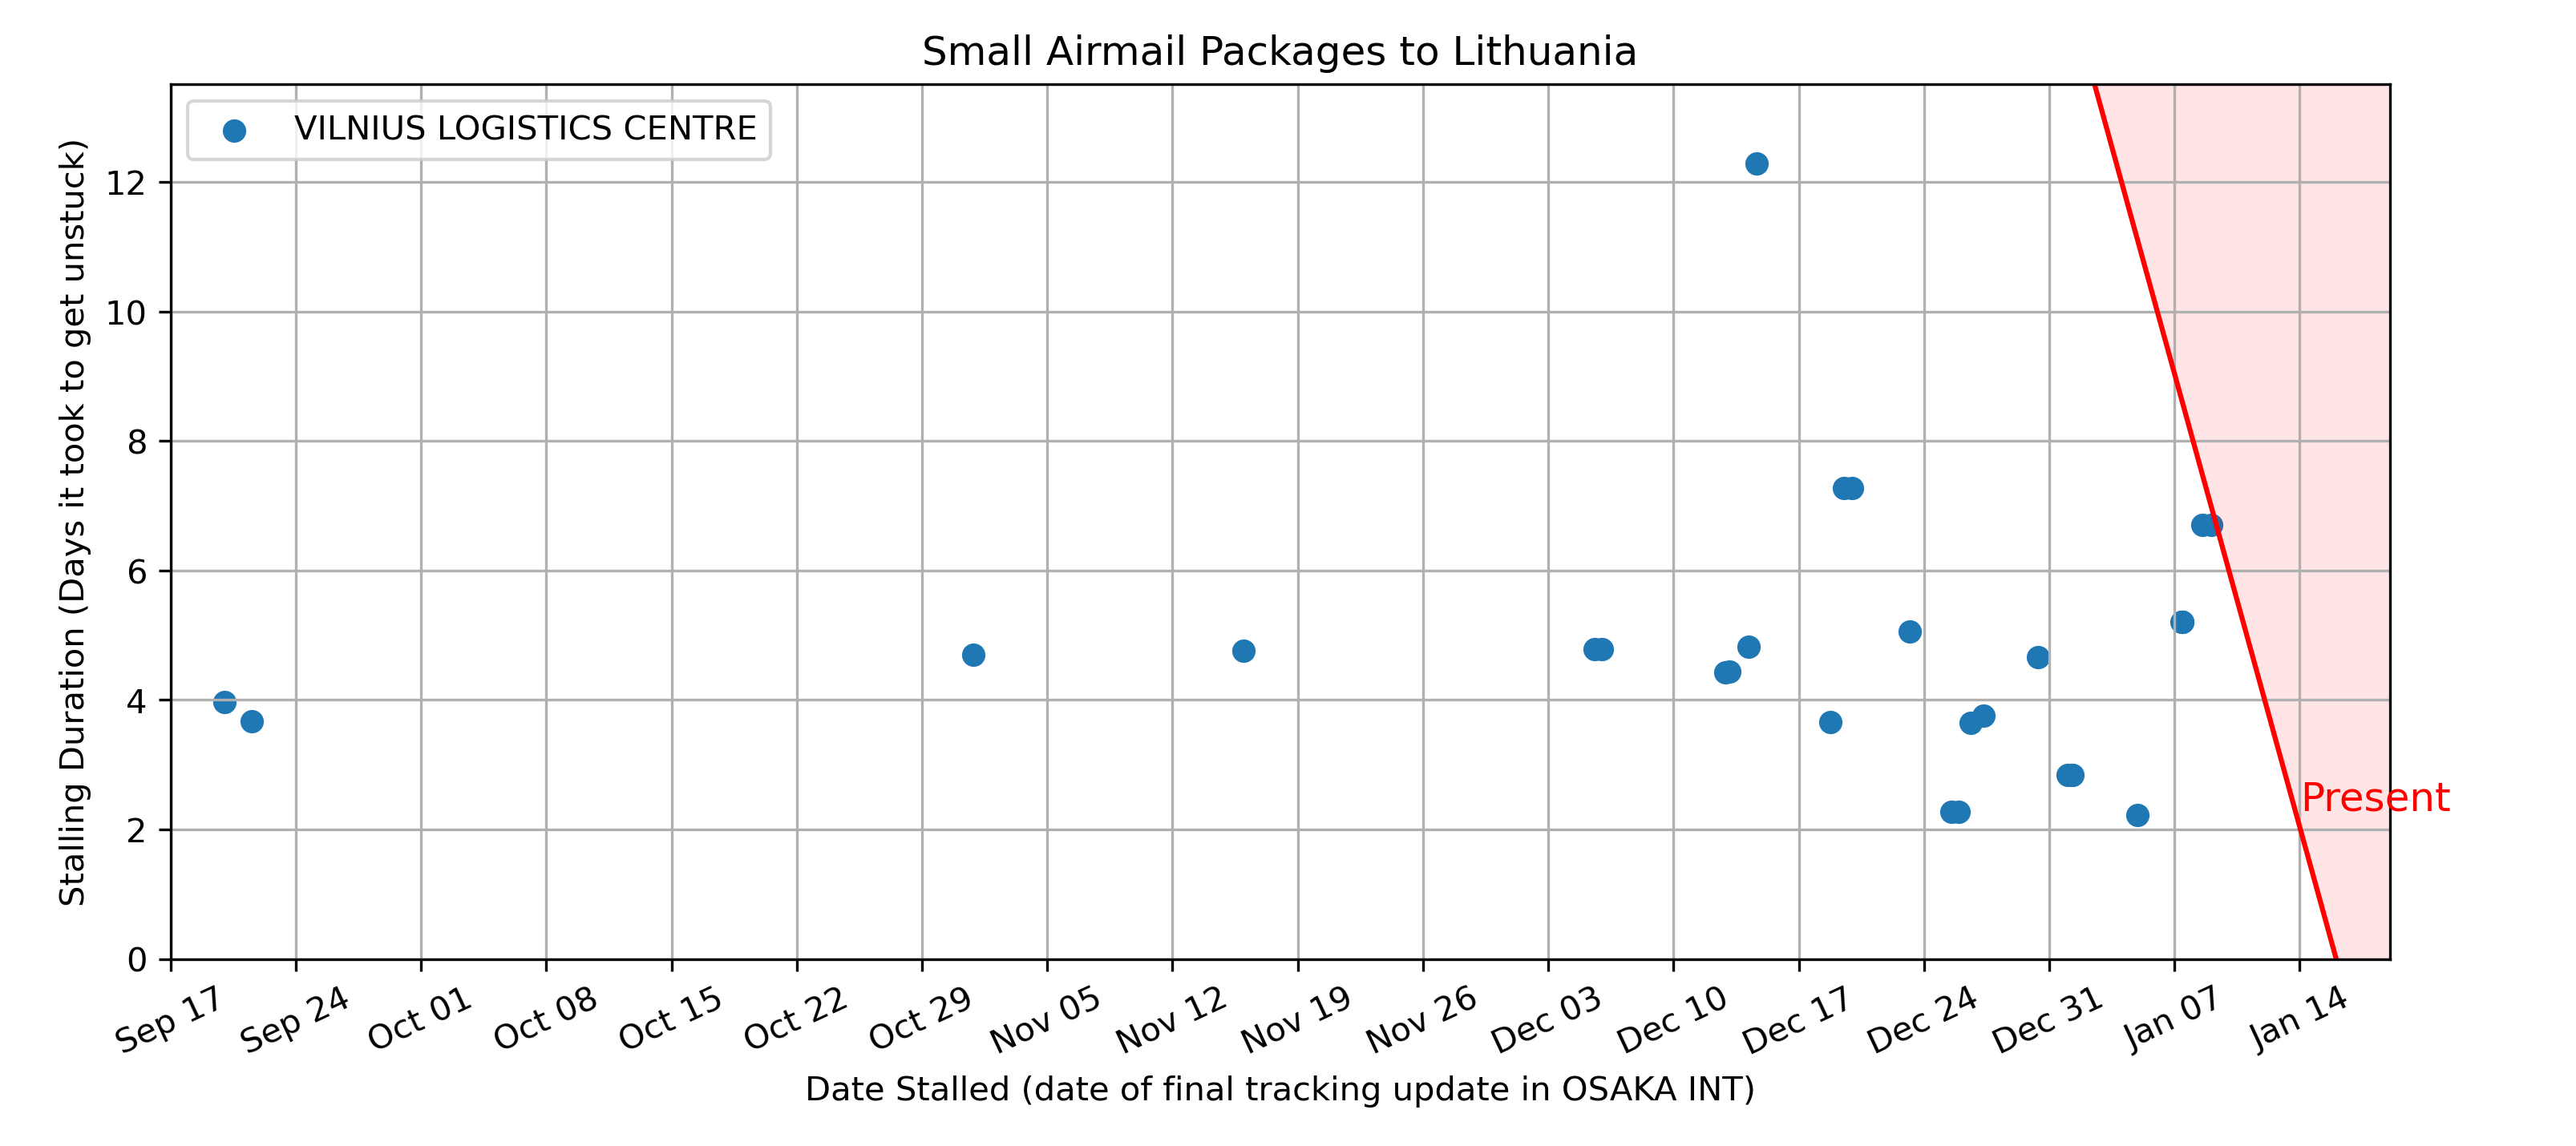 Small Airmail Packages to Lithuania
VILNIUS LOGISTICS CENTRE
Stalling Duration (Days it took to get unstuck)
12
10
8
6
4
2
0
Present
Sep 17
Sep 24
Oct 01
Oct 08
Oct 15
Oct 22
Oct 29
Nov 05
Nov 12
Nov 19
Nov 26
Dec 03
Dec 10
Dec 17
Dec 24
Dec 31
Jan 07
Jan 14
Date Stalled (date of final tracking update in OSAKA INT)